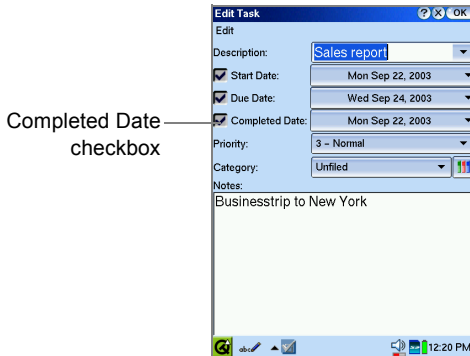 Edit Task ? X OK
Edit
Description: Sales report
Start Date: Mon Sep 22, 2003
Due Date: Wed Sep 24, 2003
Completed Date: Mon Sep 22, 2003
Completed Date
checkbox
Priority: 3 – Normal
Category: Unfiled
Notes:
Businesstrip to New York
abc 12:20 PM